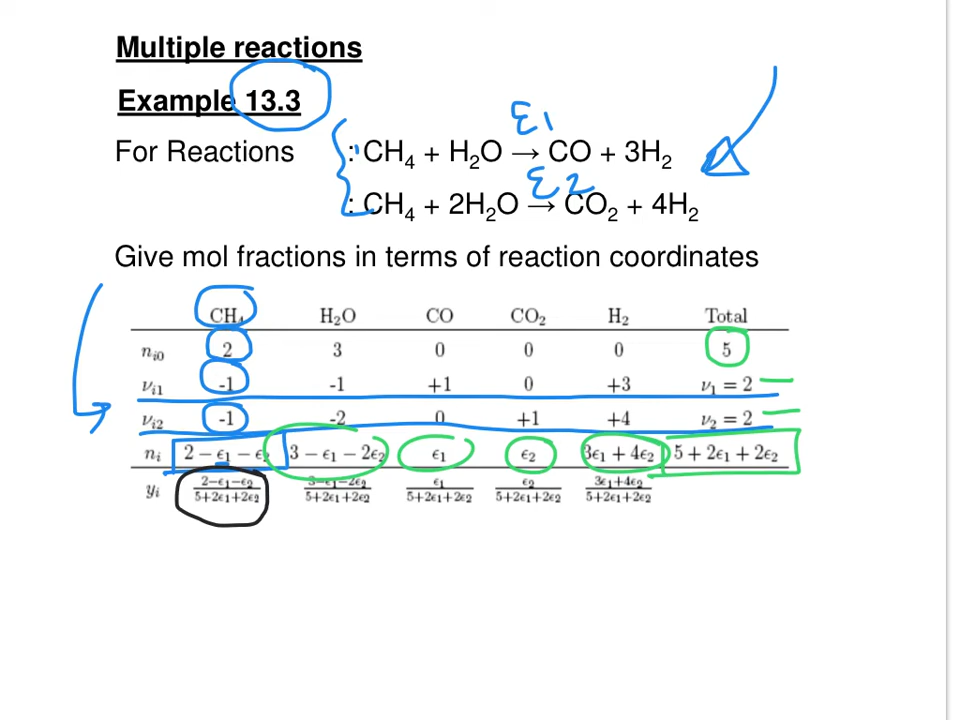 Multiple reactions
Example 13.3
ε1
For Reactions : CH₄ + H₂O → CO + 3H₂
ε2
: CH₄ + 2H₂O → CO₂ + 4H₂
Give mol fractions in terms of reaction coordinates
CH₄ H₂O CO CO₂ H₂ Total
nᵢ₀ 2 3 0 0 0 5
νᵢ₁ -1 -1 +1 0 +3 ν₁ = 2
νᵢ₂ -1 -2 0 +1 +4 ν₂ = 2
nᵢ 2 − ϵ₁ − ϵ₂ 3 − ϵ₁ − 2ϵ₂ ϵ₁ ϵ₂ 3ϵ₁ + 4ϵ₂ 5 + 2ϵ₁ + 2ϵ₂
yᵢ (2−ϵ₁−ϵ₂)/(5+2ϵ₁+2ϵ₂) (3−ϵ₁−2ϵ₂)/(5+2ϵ₁+2ϵ₂) ϵ₁/(5+2ϵ₁+2ϵ₂) ϵ₂/(5+2ϵ₁+2ϵ₂) (3ϵ₁+4ϵ₂)/(5+2ϵ₁+2ϵ₂)